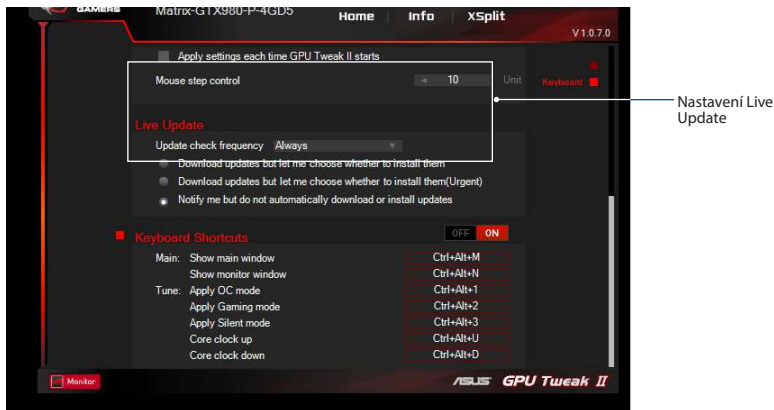 GAMERS
Matrix-GTX980-P-4GD5
Home Info XSplit
V 1.0.7.0
Apply settings each time GPU Tweak II starts
Mouse step control 10 Unit
Keyboard
Live Update
Update check frequency Always
Download updates but let me choose whether to install them
Download updates but let me choose whether to install them(Urgent)
Notify me but do not automatically download or install updates
Keyboard Shortcuts OFF ON
Main: Show main window Ctrl+Alt+M
Show monitor window Ctrl+Alt+N
Tune: Apply OC mode Ctrl+Alt+1
Apply Gaming mode Ctrl+Alt+2
Apply Silent mode Ctrl+Alt+3
Core clock up Ctrl+Alt+U
Core clock down Ctrl+Alt+D
Monitor
ASUS GPU Tweak II
Nastavení Live
Update